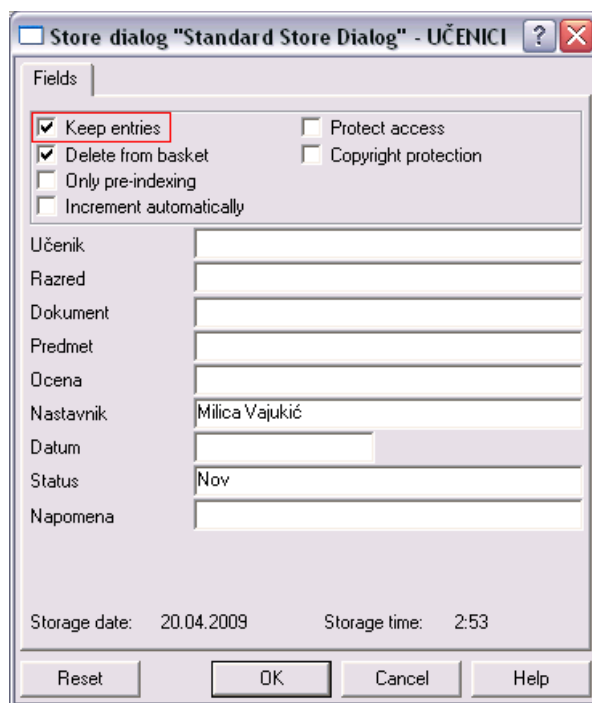 Store dialog "Standard Store Dialog" - UČENICI
Fields
Keep entries Protect access
Delete from basket Copyright protection
Only pre-indexing
Increment automatically
Učenik
Razred
Dokument
Predmet
Ocena
Nastavnik Milica Vajukić
Datum
Status Nov
Napomena
Storage date: 20.04.2009 Storage time: 2:53
Reset OK Cancel Help